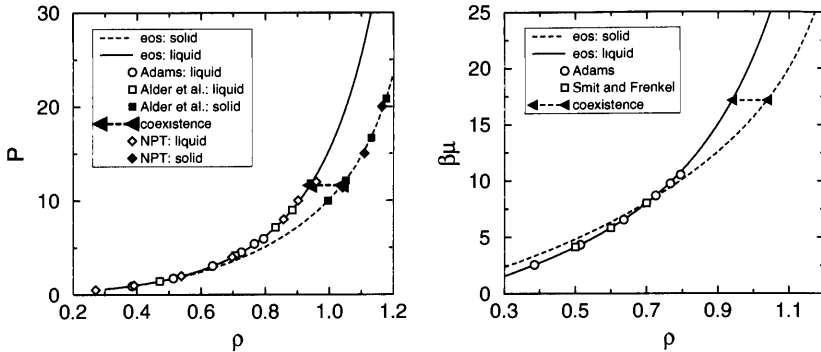 30
20
10
0
P
eos: solid
eos: liquid
Adams: liquid
Alder et al.: liquid
Alder et al.: solid
coexistence
NPT: liquid
NPT: solid
0.2 0.4 0.6 0.8 1.0 1.2
ρ
25
20
15
10
5
0
βμ
eos: solid
eos: liquid
Adams
Smit and Frenkel
coexistence
0.3 0.5 0.7 0.9 1.1
ρ